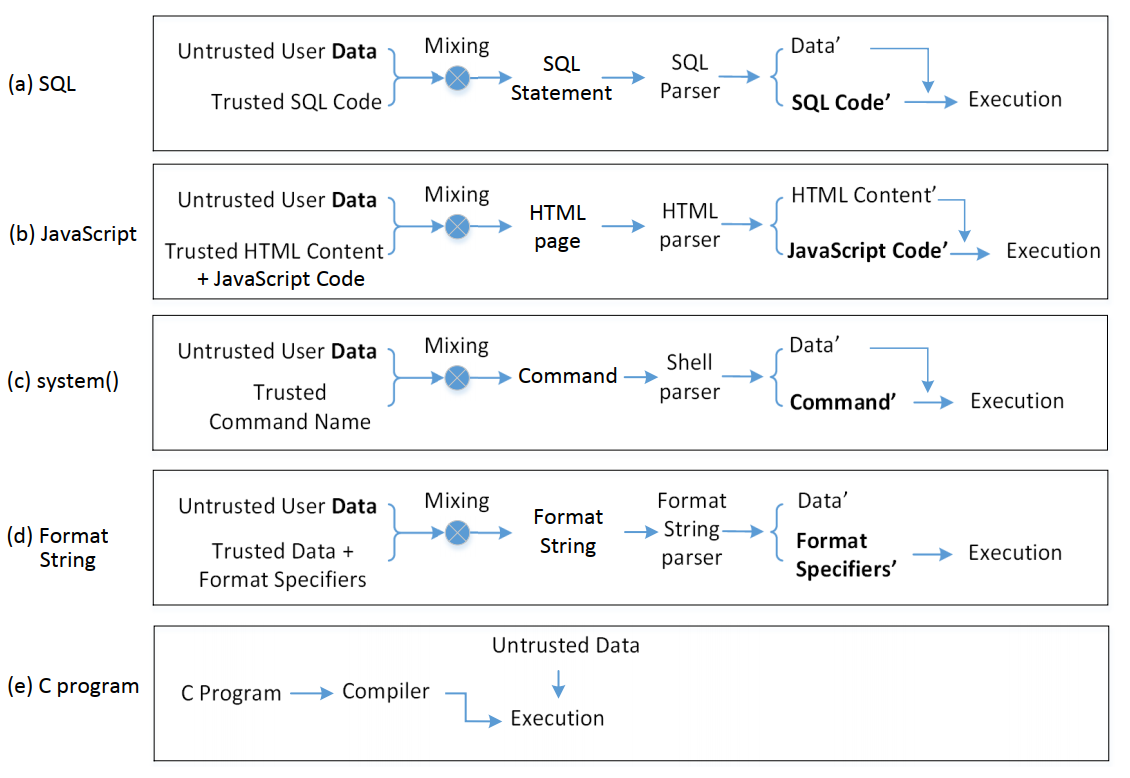 (a) SQL
Untrusted User Data
Trusted SQL Code
Mixing
SQL
Statement
SQL
Parser
Data’
SQL Code’
Execution
(b) JavaScript
Untrusted User Data
Trusted HTML Content
+ JavaScript Code
Mixing
HTML
page
HTML
parser
HTML Content’
JavaScript Code’
Execution
(c) system()
Untrusted User Data
Trusted
Command Name
Mixing
Command
Shell
parser
Data’
Command’
Execution
(d) Format
String
Untrusted User Data
Trusted Data +
Format Specifiers
Mixing
Format
String
Format
String
parser
Data’
Format
Specifiers’
Execution
(e) C program
C Program
Compiler
Untrusted Data
Execution